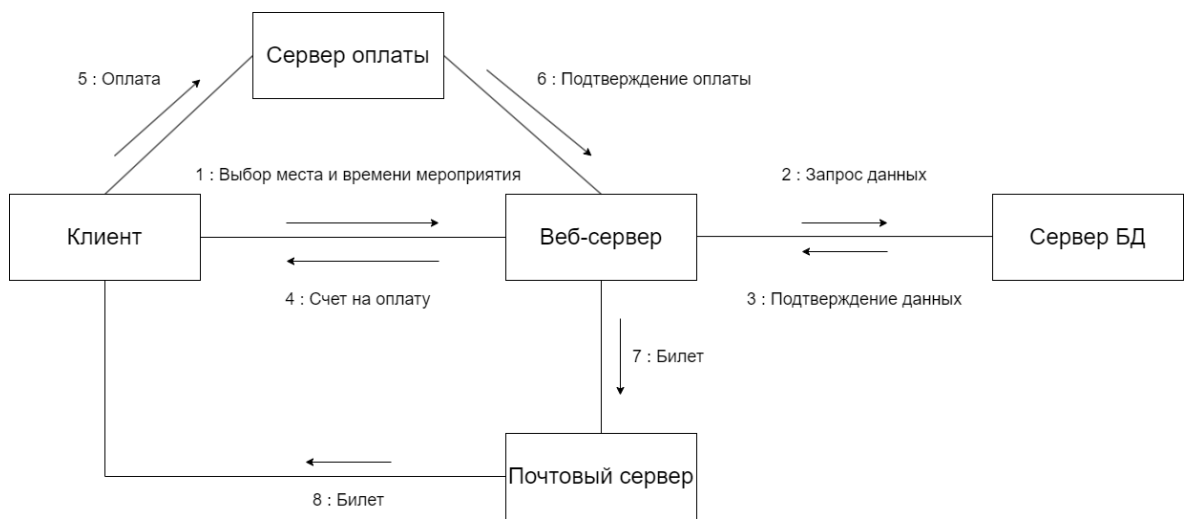 Сервер оплаты
5 : Оплата
6 : Подтверждение оплаты
1 : Выбор места и времени мероприятия
2 : Запрос данных
Клиент
Веб-сервер
Сервер БД
4 : Счет на оплату
3 : Подтверждение данных
7 : Билет
Почтовый сервер
8 : Билет